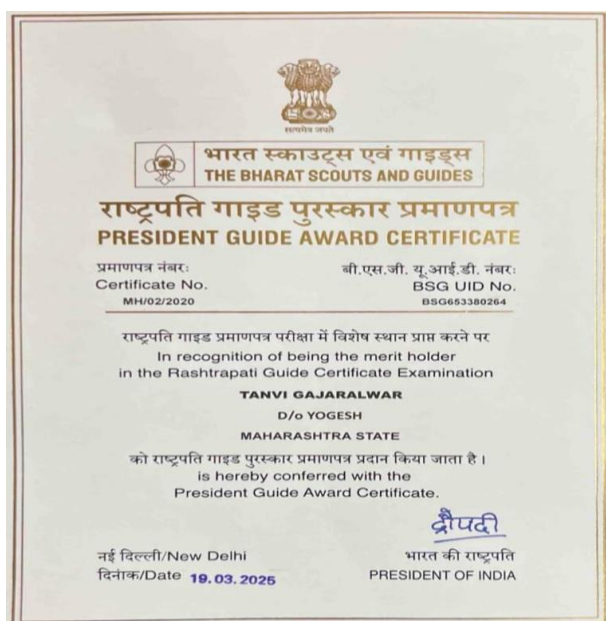 सत्यमेव जयते
भारत स्काउट्स एवं गाइड्स
THE BHARAT SCOUTS AND GUIDES
राष्ट्रपति गाइड पुरस्कार प्रमाणपत्र
PRESIDENT GUIDE AWARD CERTIFICATE
प्रमाणपत्र नंबरः
Certificate No.
MH/02/2020
बी.एस.जी. यू.आई.डी. नंबरः
BSG UID No.
BSG653380264
राष्ट्रपति गाइड प्रमाणपत्र परीक्षा में विशेष स्थान प्राप्त करने पर
In recognition of being the merit holder
in the Rashtrapati Guide Certificate Examination
TANVI GAJARALWAR
D/o YOGESH
MAHARASHTRA STATE
को राष्ट्रपति गाइड पुरस्कार प्रमाणपत्र प्रदान किया जाता है।
is hereby conferred with the
President Guide Award Certificate.
द्रौपदी
नई दिल्ली/New Delhi
दिनांक/Date 19.03.2025
भारत की राष्ट्रपति
PRESIDENT OF INDIA